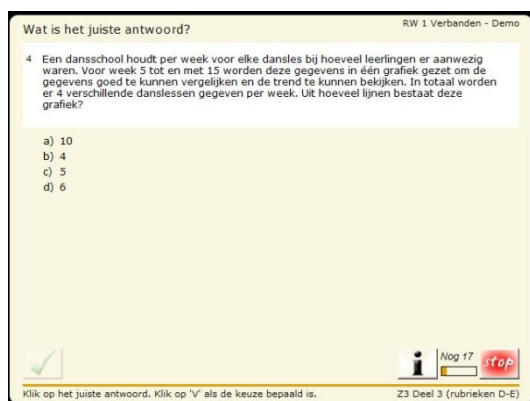 Wat is het juiste antwoord?
RW 1 Verbanden - Demo
4 Een dansschool houdt per week voor elke dansles bij hoeveel leerlingen er aanwezig
waren. Voor week 5 tot en met 15 worden deze gegevens in één grafiek gezet om de
gegevens goed te kunnen vergelijken en de trend te kunnen bekijken. In totaal worden
er 4 verschillende danslessen gegeven per week. Uit hoeveel lijnen bestaat deze
grafiek?
a) 10
b) 4
c) 5
d) 6
i
Nog 17
stop
Klik op het juiste antwoord. Klik op 'V' als de keuze bepaald is.
Z3 Deel 3 (rubrieken D-E)